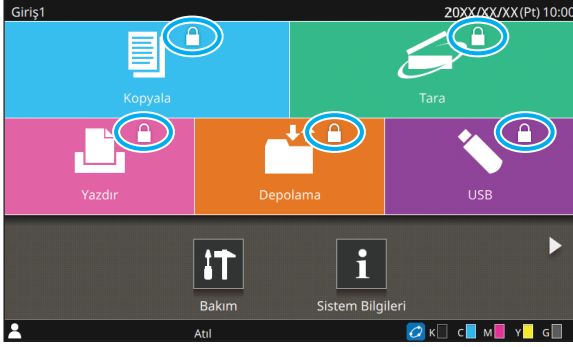 Giriş1 20XX/XX/XX(Pt) 10:00
Kopyala Tara
Yazdır Depolama USB
Bakım Sistem Bilgileri
Atıl K C M Y G